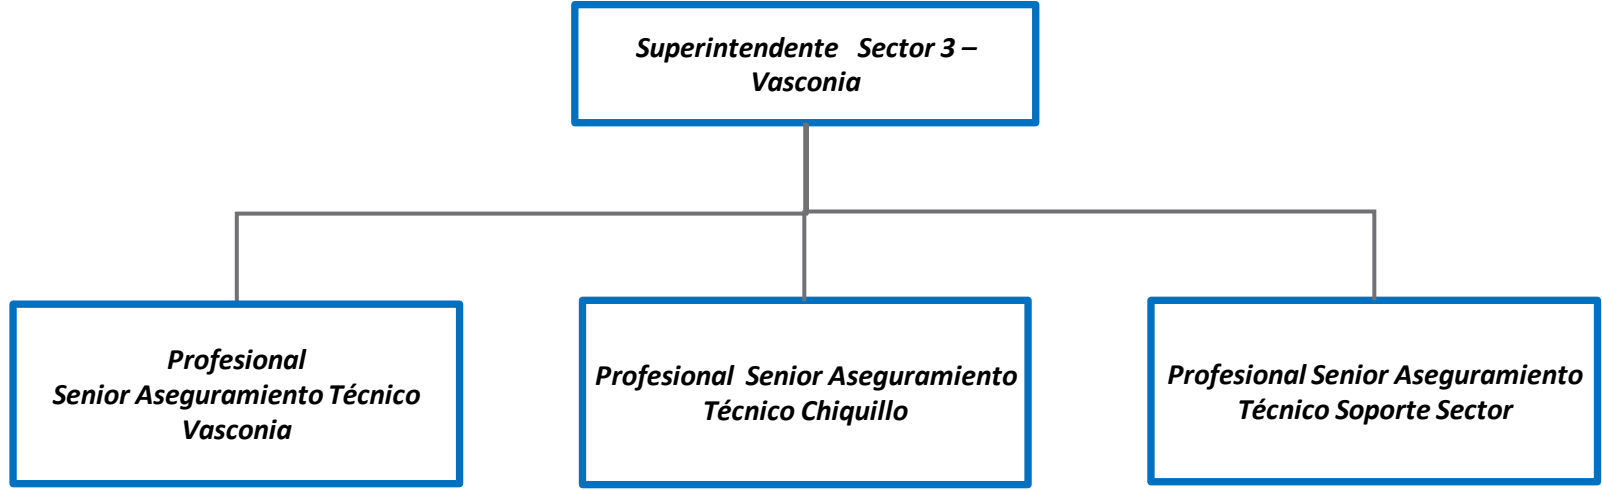 Superintendente Sector 3 –
Vasconia
Profesional
Senior Aseguramiento Técnico
Vasconia
Profesional Senior Aseguramiento
Técnico Chiquillo
Profesional Senior Aseguramiento
Técnico Soporte Sector